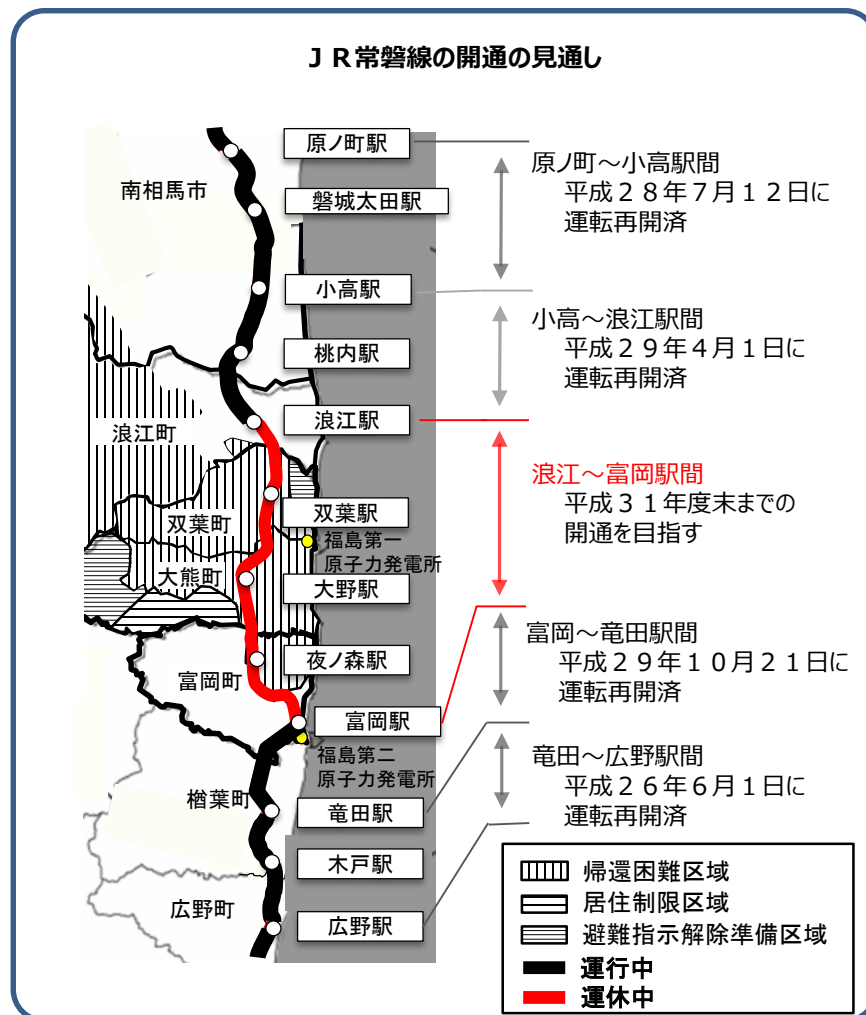 ＪＲ常磐線の開通の見通し
原ノ町駅
南相馬市
磐城太田駅
小高駅
桃内駅
浪江駅
浪江町
双葉駅
双葉町
福島第一
原子力発電所
大熊町
大野駅
夜ノ森駅
富岡町
富岡駅
福島第二
原子力発電所
楢葉町
竜田駅
木戸駅
広野町
広野駅
原ノ町～小高駅間
平成２８年７月１２日に
運転再開済
小高～浪江駅間
平成２９年４月１日に
運転再開済
浪江～富岡駅間
平成３１年度末までの
開通を目指す
富岡～竜田駅間
平成２９年１０月２１日に
運転再開済
竜田～広野駅間
平成２６年６月１日に
運転再開済
帰還困難区域
居住制限区域
避難指示解除準備区域
運行中
運休中